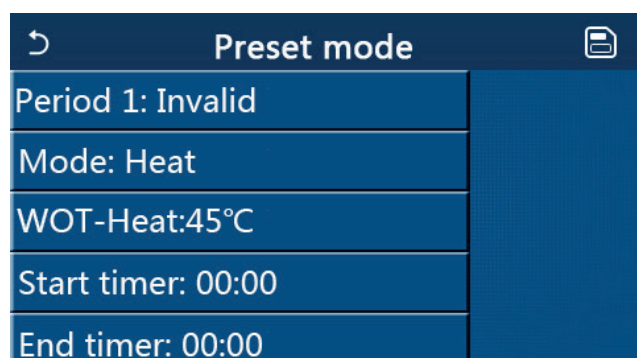 Preset mode
Period 1: Invalid
Mode: Heat
WOT-Heat:45℃
Start timer: 00:00
End timer: 00:00